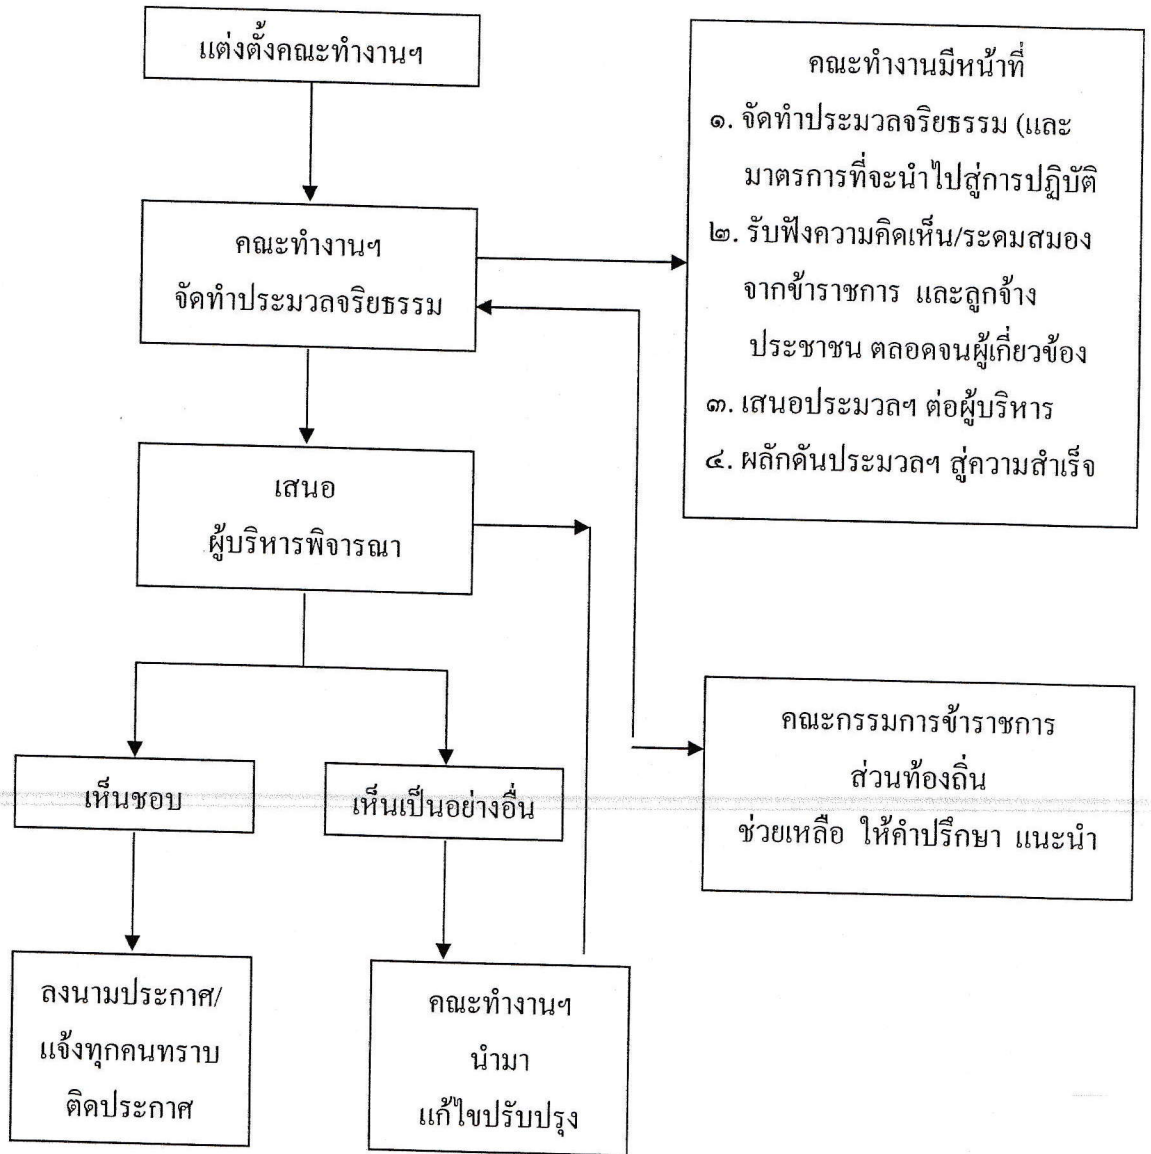 แต่งตั้งคณะทำงานฯ
คณะทำงานฯ
จัดทำประมวลจริยธรรม
คณะทำงานมีหน้าที่
๑. จัดทำประมวลจริยธรรม (และ
มาตรการที่จะนำไปสู่การปฏิบัติ
๒. รับฟังความคิดเห็น/ระดมสมอง
จากข้าราชการ และลูกจ้าง
ประชาชน ตลอดจนผู้เกี่ยวข้อง
๓. เสนอประมวลฯ ต่อผู้บริหาร
๔. ผลักดันประมวลฯ สู่ความสำเร็จ
เสนอ
ผู้บริหารพิจารณา
คณะกรรมการข้าราชการ
ส่วนท้องถิ่น
ช่วยเหลือ ให้คำปรึกษา แนะนำ
เห็นชอบ
เห็นเป็นอย่างอื่น
ลงนามประกาศ/
แจ้งทุกคนทราบ
ติดประกาศ
คณะทำงานฯ
นำมา
แก้ไขปรับปรุง